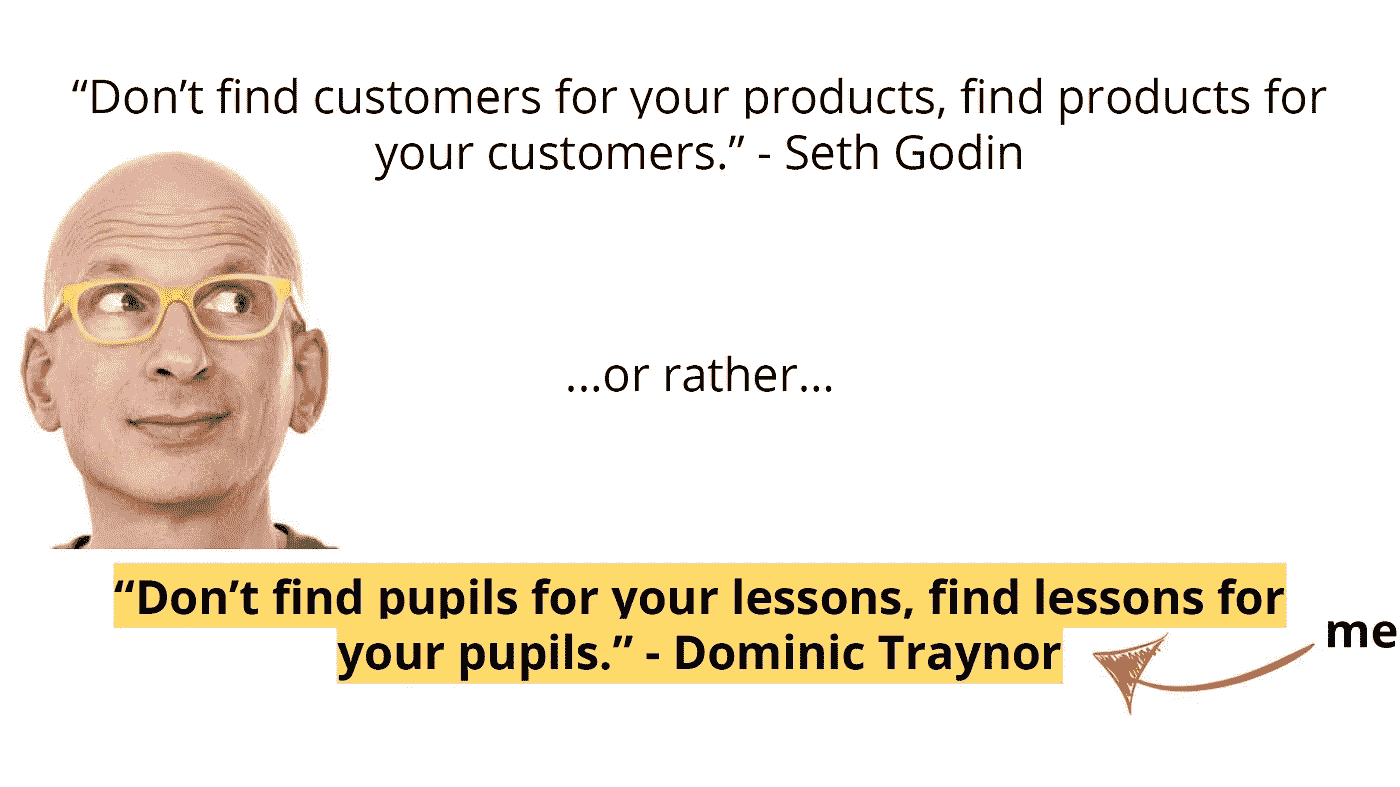 “Don’t find customers for your products, find products for
your customers.” - Seth Godin
...or rather...
“Don’t find pupils for your lessons, find lessons for
your pupils.” - Dominic Traynor
me